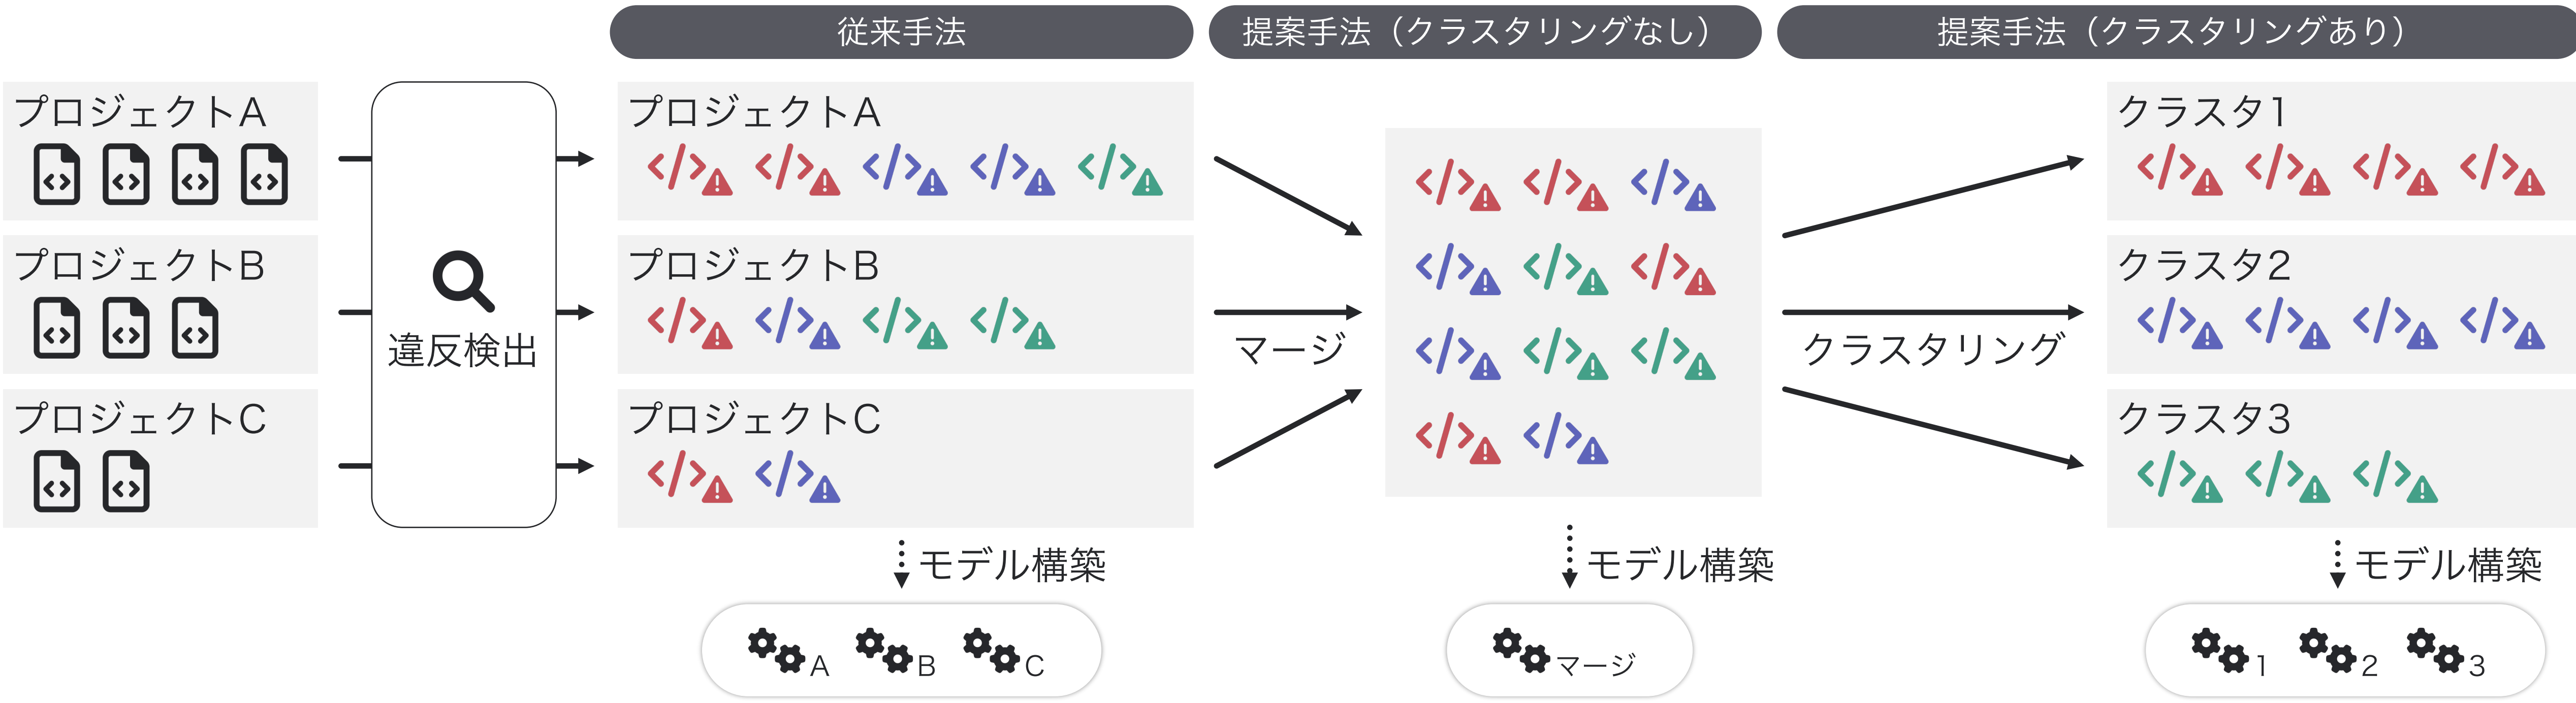 従来手法
提案手法（クラスタリングなし）
提案手法（クラスタリングあり）
プロジェクトA
プロジェクトB
プロジェクトC
違反検出
プロジェクトA
プロジェクトB
プロジェクトC
マージ
クラスタリング
クラスタ1
クラスタ2
クラスタ3
モデル構築
モデル構築
モデル構築
A B C
マージ
1 2 3